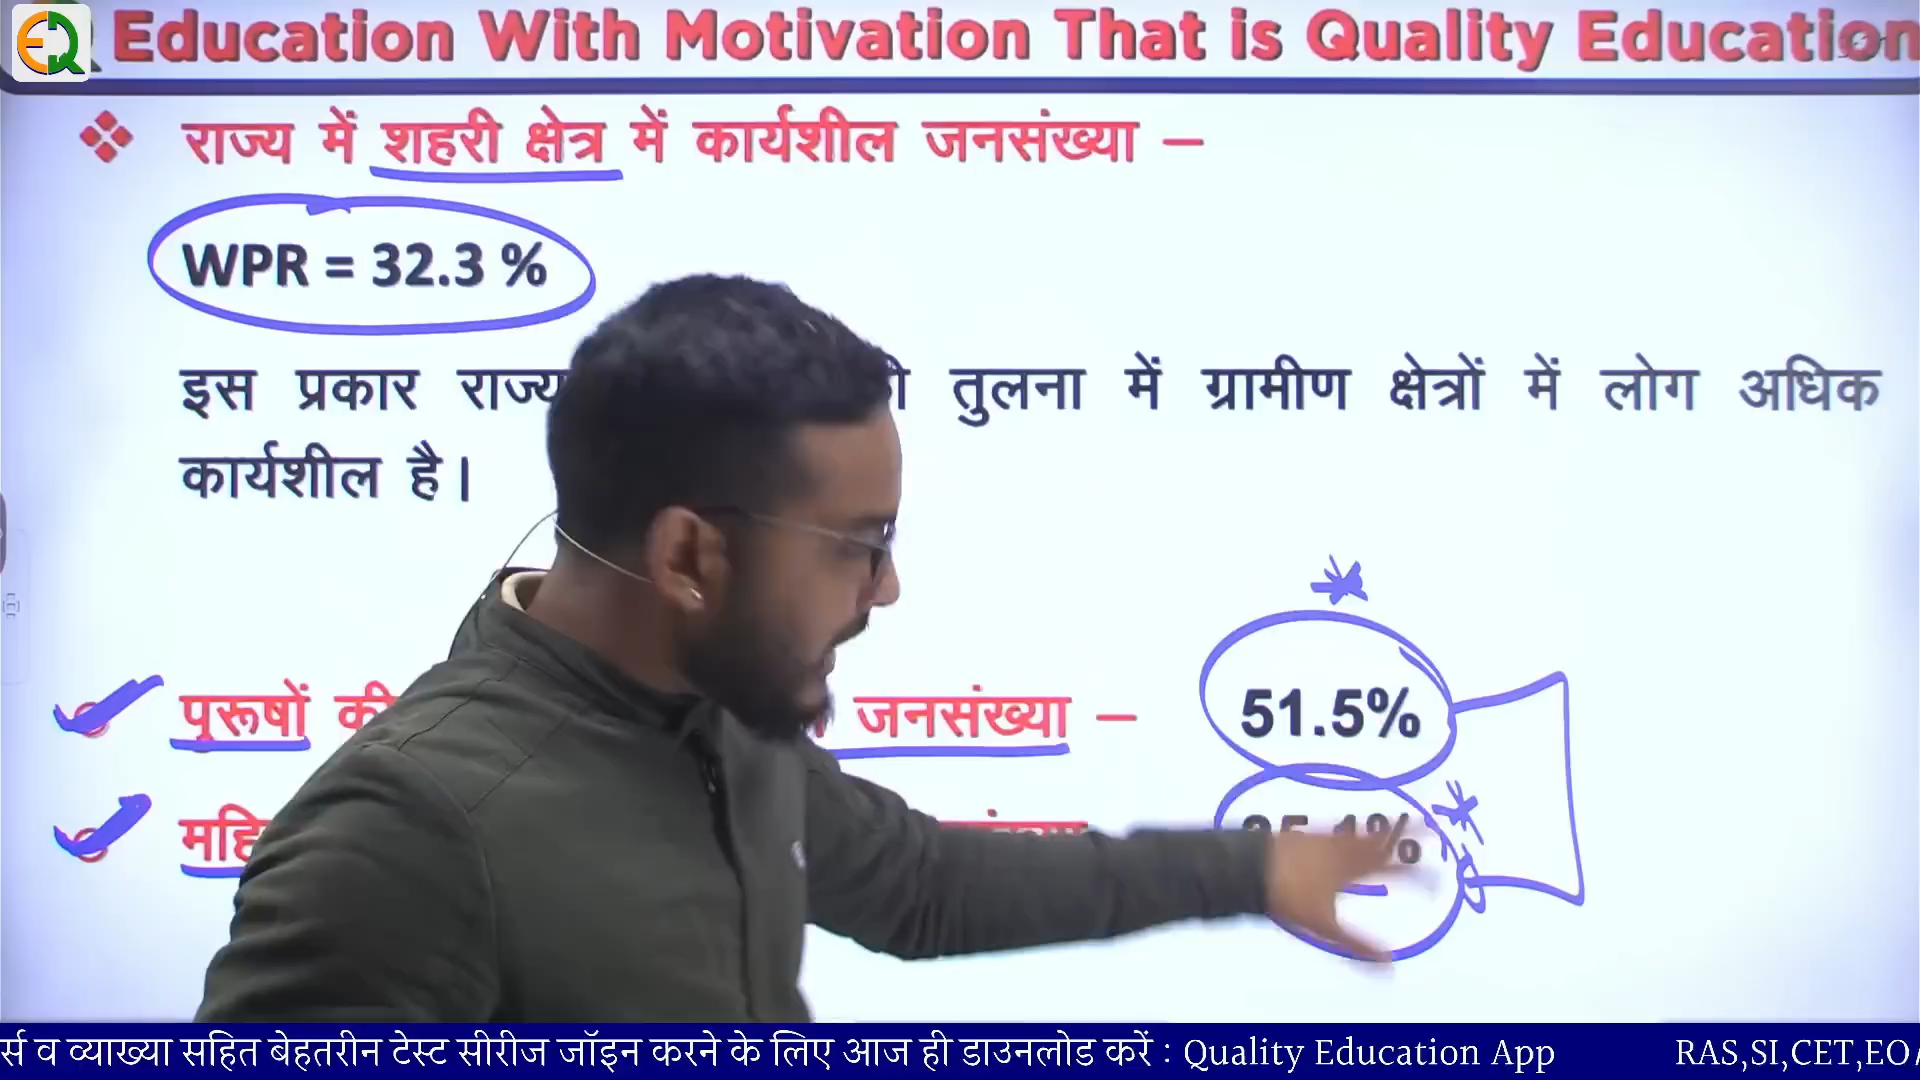 EQ
Education With Motivation That is Quality Education
राज्य में शहरी क्षेत्र में कार्यशील जनसंख्या –
WPR = 32.3 %
इस प्रकार राज्य तुलना में ग्रामीण क्षेत्रों में लोग अधिक
कार्यशील है।
पुरूषों की जनसंख्या – 51.5%
र्स व व्याख्या सहित बेहतरीन टेस्ट सीरीज जॉइन करने के लिए आज ही डाउनलोड करें : Quality Education App RAS,SI,CET,EO